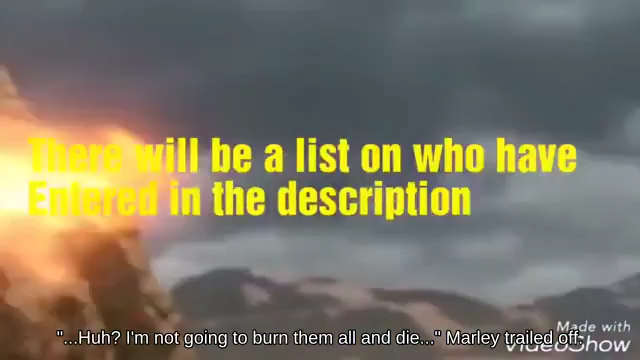 There will be a list on who have
Entered in the description
"...Huh? I'm not going to burn them all and die..." Marley trailed off-
Made with
VideoShow